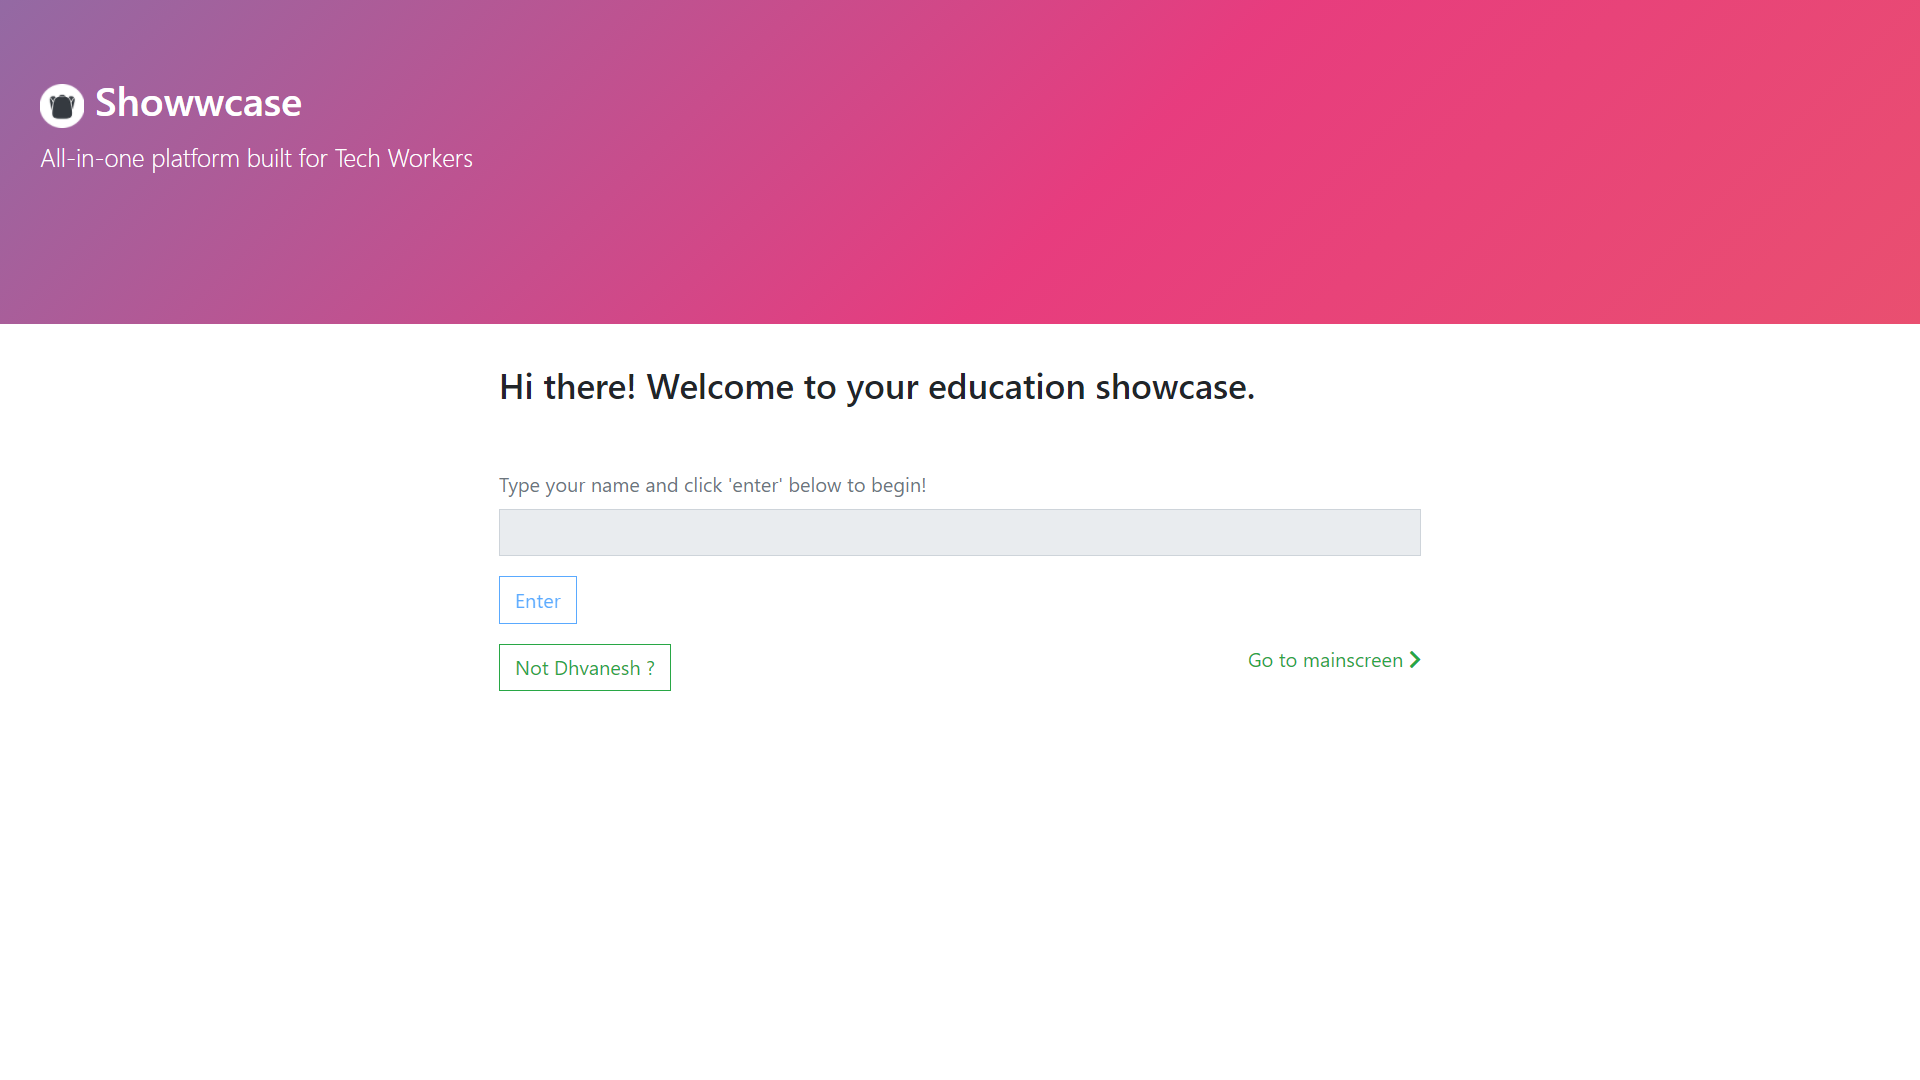 Showwcase
All-in-one platform built for Tech Workers
Hi there! Welcome to your education showcase.
Type your name and click 'enter' below to begin!
Enter
Not Dhvanesh ?
Go to mainscreen